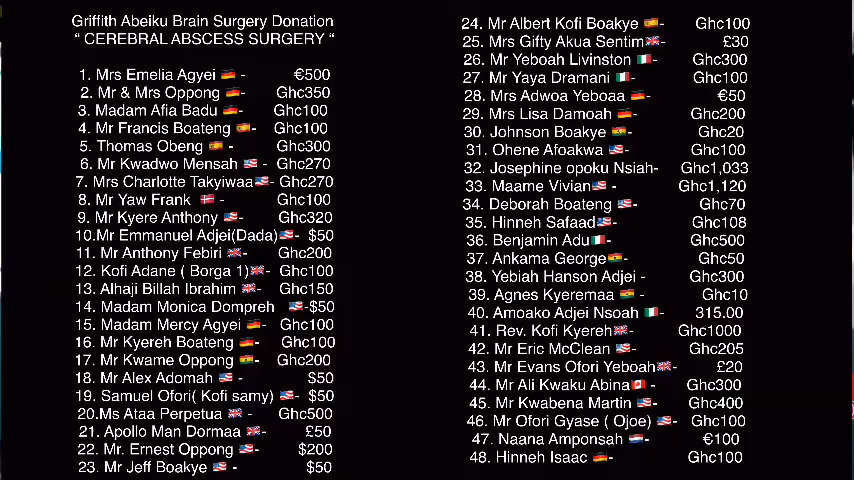 Griffith Abeiku Brain Surgery Donation
“ CEREBRAL ABSCESS SURGERY “
1. Mrs Emelia Agyei 🇩🇪 - €500
2. Mr & Mrs Oppong 🇩🇪- Ghc350
3. Madam Afia Badu 🇩🇪- Ghc100
4. Mr Francis Boateng 🇪🇸- Ghc100
5. Thomas Obeng 🇪🇸 - Ghc300
6. Mr Kwadwo Mensah 🇺🇸 - Ghc270
7. Mrs Charlotte Takyiwaa🇺🇸- Ghc270
8. Mr Yaw Frank 🇩🇰 - Ghc100
9. Mr Kyere Anthony 🇺🇸- Ghc320
10.Mr Emmanuel Adjei(Dada)🇺🇸- $50
11. Mr Anthony Febiri 🇬🇧- Ghc200
12. Kofi Adane ( Borga 1)🇬🇧- Ghc100
13. Alhaji Billah Ibrahim 🇬🇧- Ghc150
14. Madam Monica Dompreh 🇺🇸-$50
15. Madam Mercy Agyei 🇩🇪- Ghc100
16. Mr Kyereh Boateng 🇩🇪- Ghc100
17. Mr Kwame Oppong 🇬🇭- Ghc200
18. Mr Alex Adomah 🇺🇸 - $50
19. Samuel Ofori( Kofi samy) 🇺🇸- $50
20.Ms Ataa Perpetua 🇬🇧 - Ghc500
21. Apollo Man Dormaa 🇬🇧- £50
22. Mr. Ernest Oppong 🇺🇸- $200
23. Mr Jeff Boakye 🇺🇸 - $50
24. Mr Albert Kofi Boakye 🇪🇸- Ghc100
25. Mrs Gifty Akua Sentim🇬🇧- £30
26. Mr Yeboah Livinston 🇮🇹- Ghc300
27. Mr Yaya Dramani 🇮🇹- Ghc100
28. Mrs Adwoa Yeboaa 🇩🇪- €50
29. Mrs Lisa Damoah 🇩🇪- Ghc200
30. Johnson Boakye 🇬🇭- Ghc20
31. Ohene Afoakwa 🇺🇸- Ghc100
32. Josephine opoku Nsiah- Ghc1,033
33. Maame Vivian🇺🇸 - Ghc1,120
34. Deborah Boateng 🇺🇸- Ghc70
35. Hinneh Safaad🇺🇸- Ghc108
36. Benjamin Adu🇮🇹- Ghc500
37. Ankama George🇬🇭- Ghc50
38. Yebiah Hanson Adjei - Ghc300
39. Agnes Kyeremaa 🇬🇭- Ghc10
40. Amoako Adjei Nsoah 🇮🇹- 315.00
41. Rev. Kofi Kyereh🇬🇧- Ghc1000
42. Mr Eric McClean 🇺🇸- Ghc205
43. Mr Evans Ofori Yeboah🇬🇧- £20
44. Mr Ali Kwaku Abina🇨🇦 - Ghc300
45. Mr Kwabena Martin 🇺🇸- Ghc400
46. Mr Ofori Gyase ( Ojoe) 🇺🇸- Ghc100
47. Naana Amponsah 🇳🇱- €100
48. Hinneh Isaac 🇩🇪- Ghc100